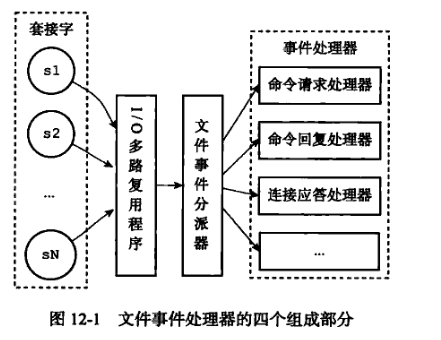 套接字
s1
s2
...
sN
I/O多路复用程序
文件事件分派器
事件处理器
命令请求处理器
命令回复处理器
连接应答处理器
...
图 12-1 文件事件处理器的四个组成部分